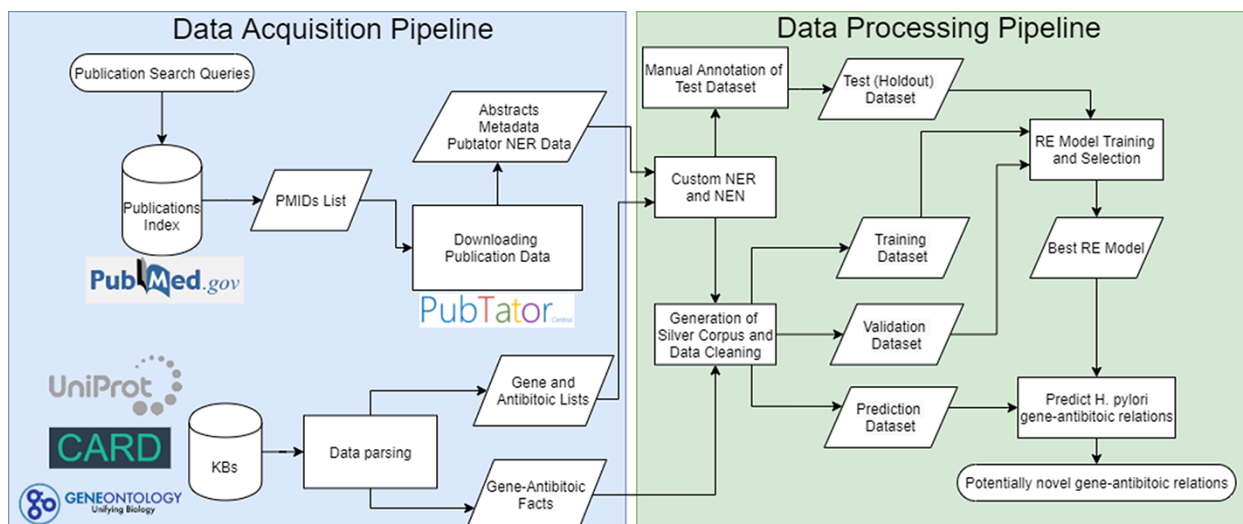 Data Acquisition Pipeline
Publication Search Queries
Publications
Index
PubMed.gov
PMIDs List
Abstracts
Metadata
Pubtator NER Data
Downloading
Publication Data
PubTator
Central
UniProt
CARD
GENEONTOLOGY
Unifying Biology
KBs
Data parsing
Gene and
Antibitoic Lists
Gene-Antibitoic
Facts
Data Processing Pipeline
Manual Annotation of
Test Dataset
Test (Holdout)
Dataset
RE Model Training
and Selection
Custom NER
and NEN
Training
Dataset
Best RE Model
Generation of
Silver Corpus and
Data Cleaning
Validation
Dataset
Prediction
Dataset
Predict H. pylori
gene-antibitoic relations
Potentially novel gene-antibitoic relations